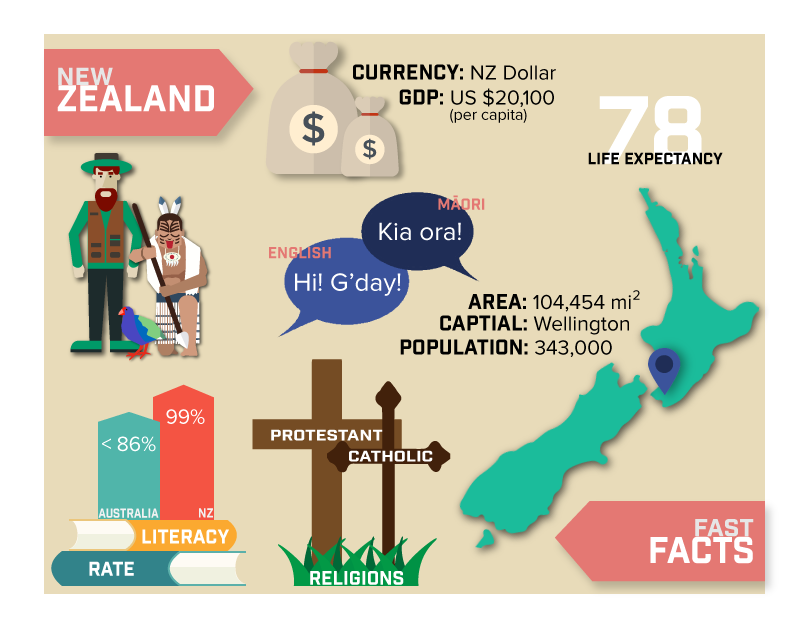 NEW
ZEALAND
$
$
CURRENCY: NZ Dollar
GDP: US $20,100
(per capita)
78
LIFE EXPECTANCY
MĀORI
Kia ora!
ENGLISH
Hi! G'day!
AREA: 104,454 mi²
CAPTIAL: Wellington
POPULATION: 343,000
99%
< 86%
AUSTRALIA
NZ
LITERACY
RATE
PROTESTANT
CATHOLIC
RELIGIONS
FAST
FACTS